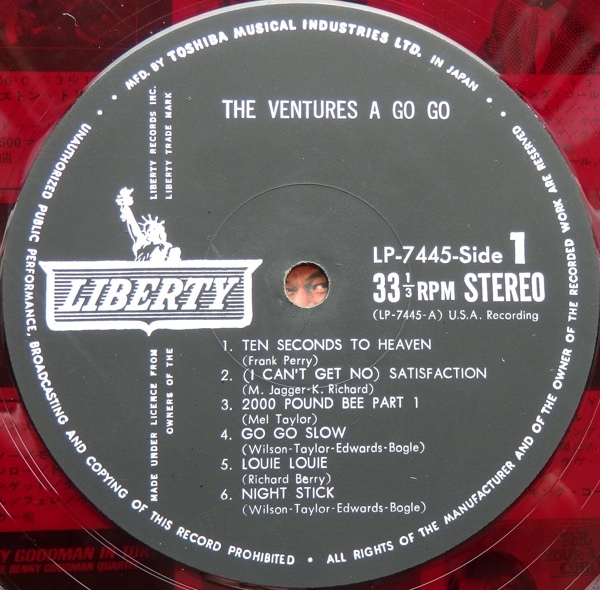 MFD. BY TOSHIBA MUSICAL INDUSTRIES LTD. IN JAPAN
THE VENTURES A GO GO
LIBERTY RECORDS INC.
LIBERTY TRADE MARK
LIBERTY
LP-7445-Side 1
33 1/3 RPM STEREO
(LP-7445-A) U.S.A. Recording
1. TEN SECONDS TO HEAVEN
(Frank Perry)
2. (I CAN'T GET NO) SATISFACTION
(M. Jagger-K. Richard)
3. 2000 POUND BEE PART 1
(Mel Taylor)
4. GO GO SLOW
(Wilson-Taylor-Edwards-Bogle)
5. LOUIE LOUIE
(Richard Berry)
6. NIGHT STICK
(Wilson-Taylor-Edwards-Bogle)
MADE UNDER LICENCE FROM
OWNERS OF THE
UNAUTHORIZED PUBLIC PERFORMANCE, BROADCASTING AND COPYING OF THIS RECORD PROHIBITED • ALL RIGHTS OF THE MANUFACTURER AND OF THE OWNER OF THE RECORDED WORK ARE RESERVED
Y GOODMAN IN
E BENNY GOODMAN QUARTE